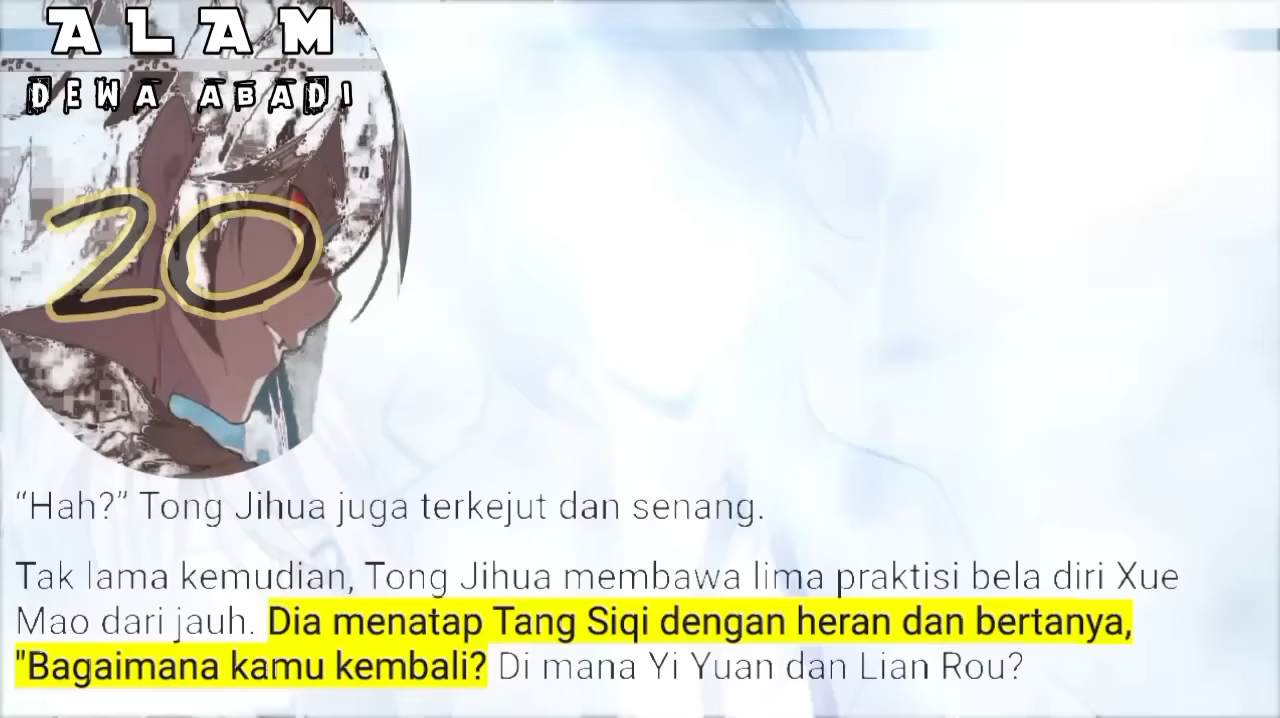 ALAM
DEWA ABADI
20
“Hah?” Tong Jihua juga terkejut dan senang.
Tak lama kemudian, Tong Jihua membawa lima praktisi bela diri Xue
Mao dari jauh. Dia menatap Tang Siqi dengan heran dan bertanya,
"Bagaimana kamu kembali? Di mana Yi Yuan dan Lian Rou?